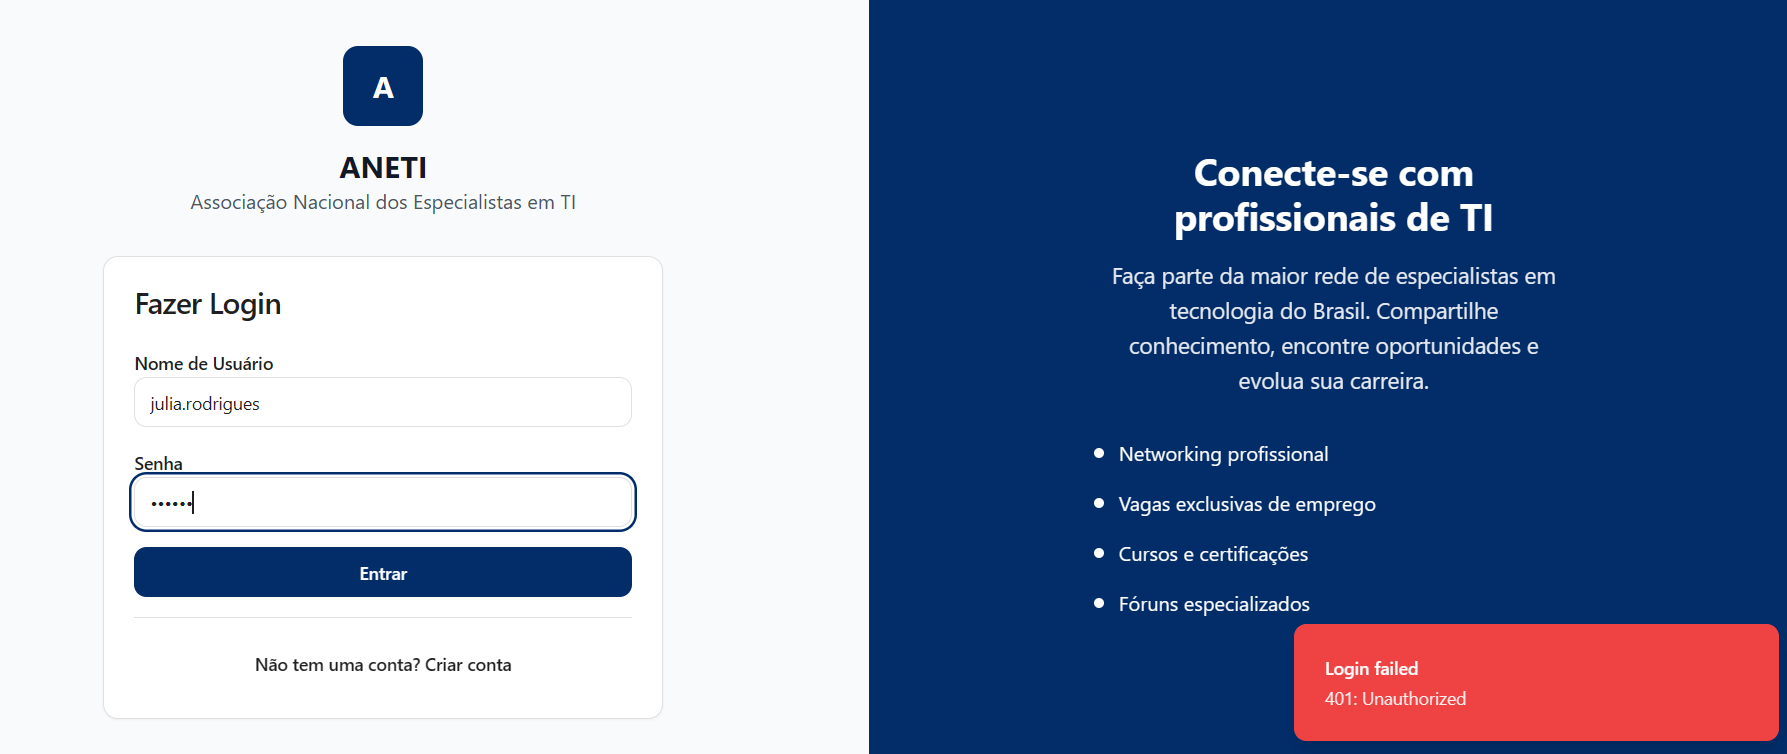 A
ANETI
Associação Nacional dos Especialistas em TI
Fazer Login
Nome de Usuário
julia.rodrigues
Senha
••••••
Entrar
Não tem uma conta? Criar conta
Conecte-se com
profissionais de TI
Faça parte da maior rede de especialistas em
tecnologia do Brasil. Compartilhe
conhecimento, encontre oportunidades e
evolua sua carreira.
Networking profissional
Vagas exclusivas de emprego
Cursos e certificações
Fóruns especializados
Login failed
401: Unauthorized